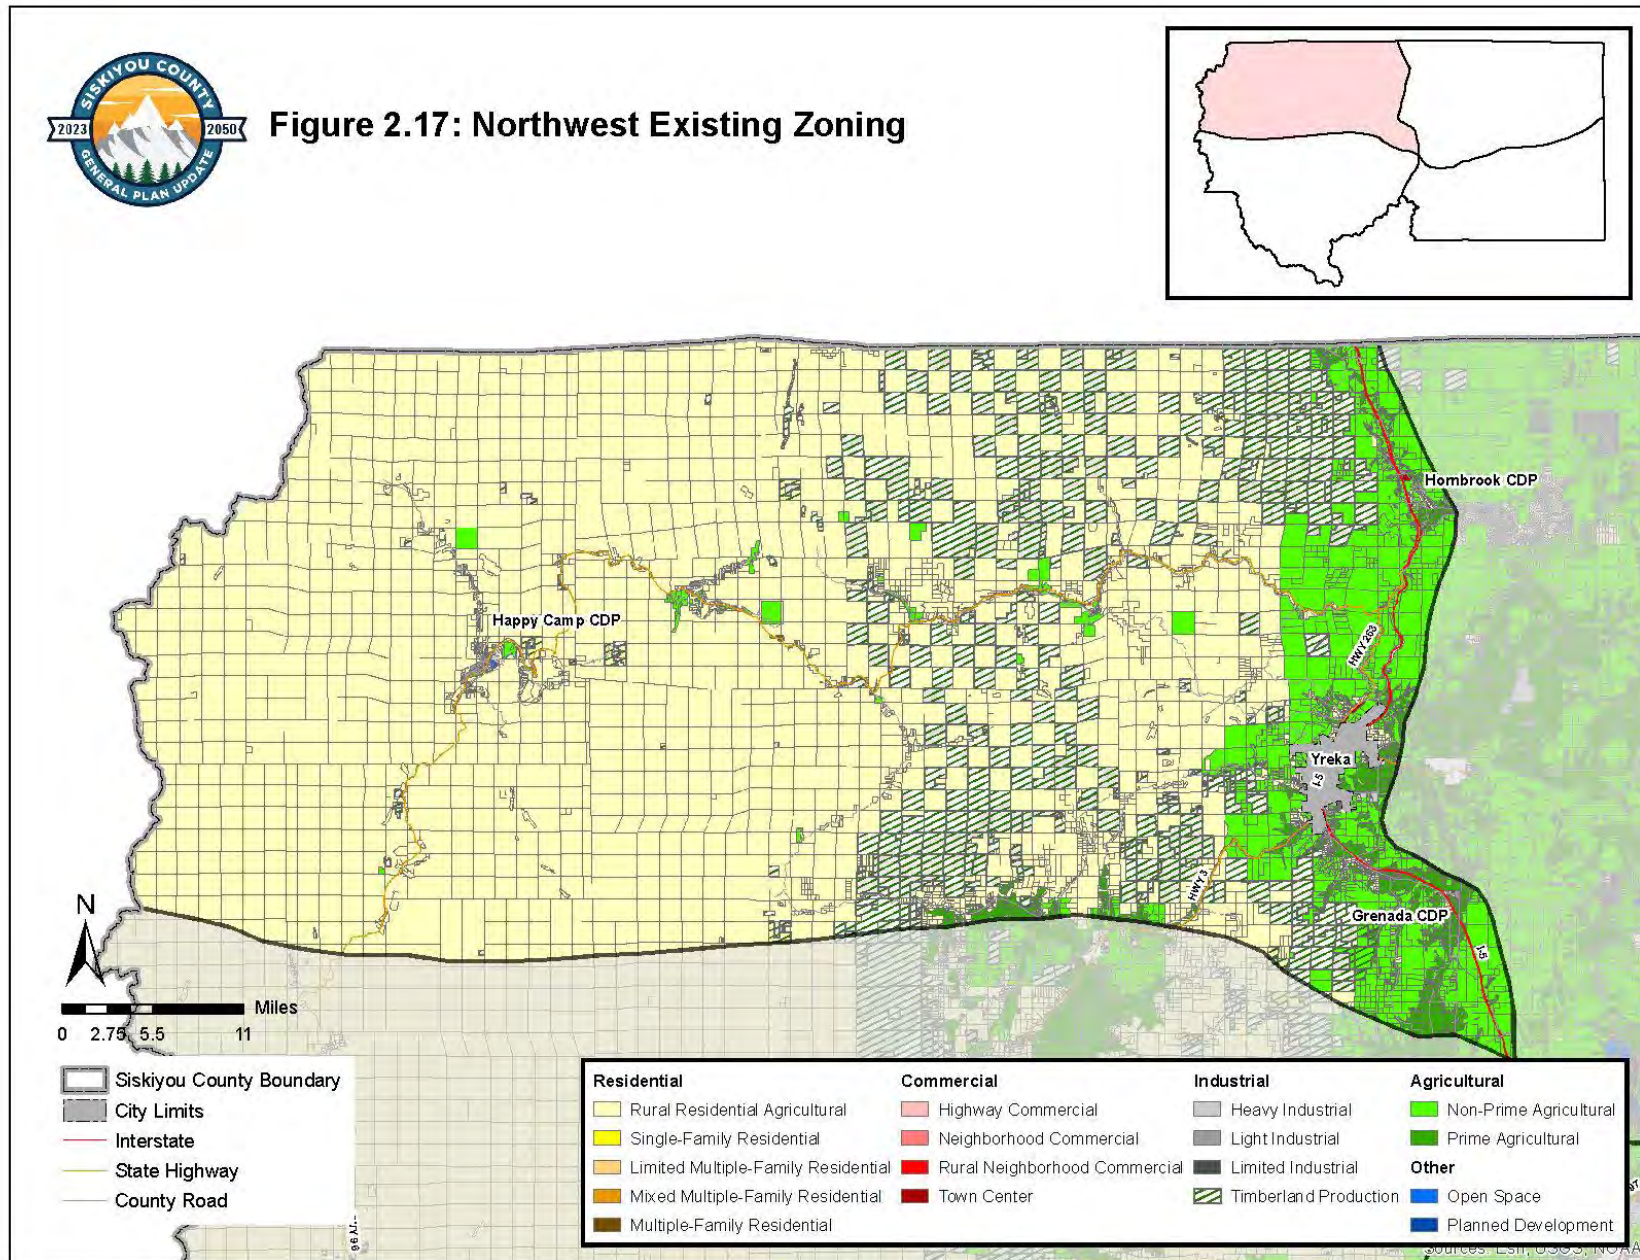 SISKIYOU COUNTY
2023
2050
GENERAL PLAN UPDATE
Figure 2.17: Northwest Existing Zoning
Hornbrook CDP
Happy Camp CDP
HWY 263
Yreka
I-5
HWY 3
Grenada CDP
I-5
N
Miles
0 2.75 5.5 11
Siskiyou County Boundary
City Limits
Interstate
State Highway
County Road
Residential
Rural Residential Agricultural
Single-Family Residential
Limited Multiple-Family Residential
Mixed Multiple-Family Residential
Multiple-Family Residential
Commercial
Highway Commercial
Neighborhood Commercial
Rural Neighborhood Commercial
Town Center
Industrial
Heavy Industrial
Light Industrial
Limited Industrial
Timberland Production
Agricultural
Non-Prime Agricultural
Prime Agricultural
Other
Open Space
Planned Development
Sources: Esri, USGS, NOAA